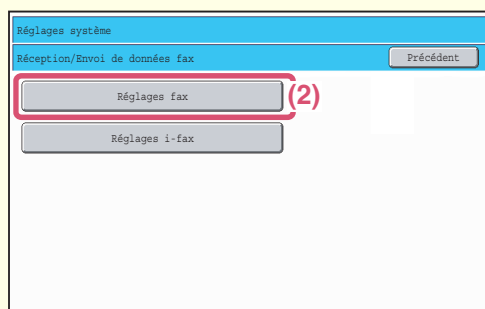 Réglages système
Réception/Envoi de données fax Précédent
Réglages fax (2)
Réglages i-fax